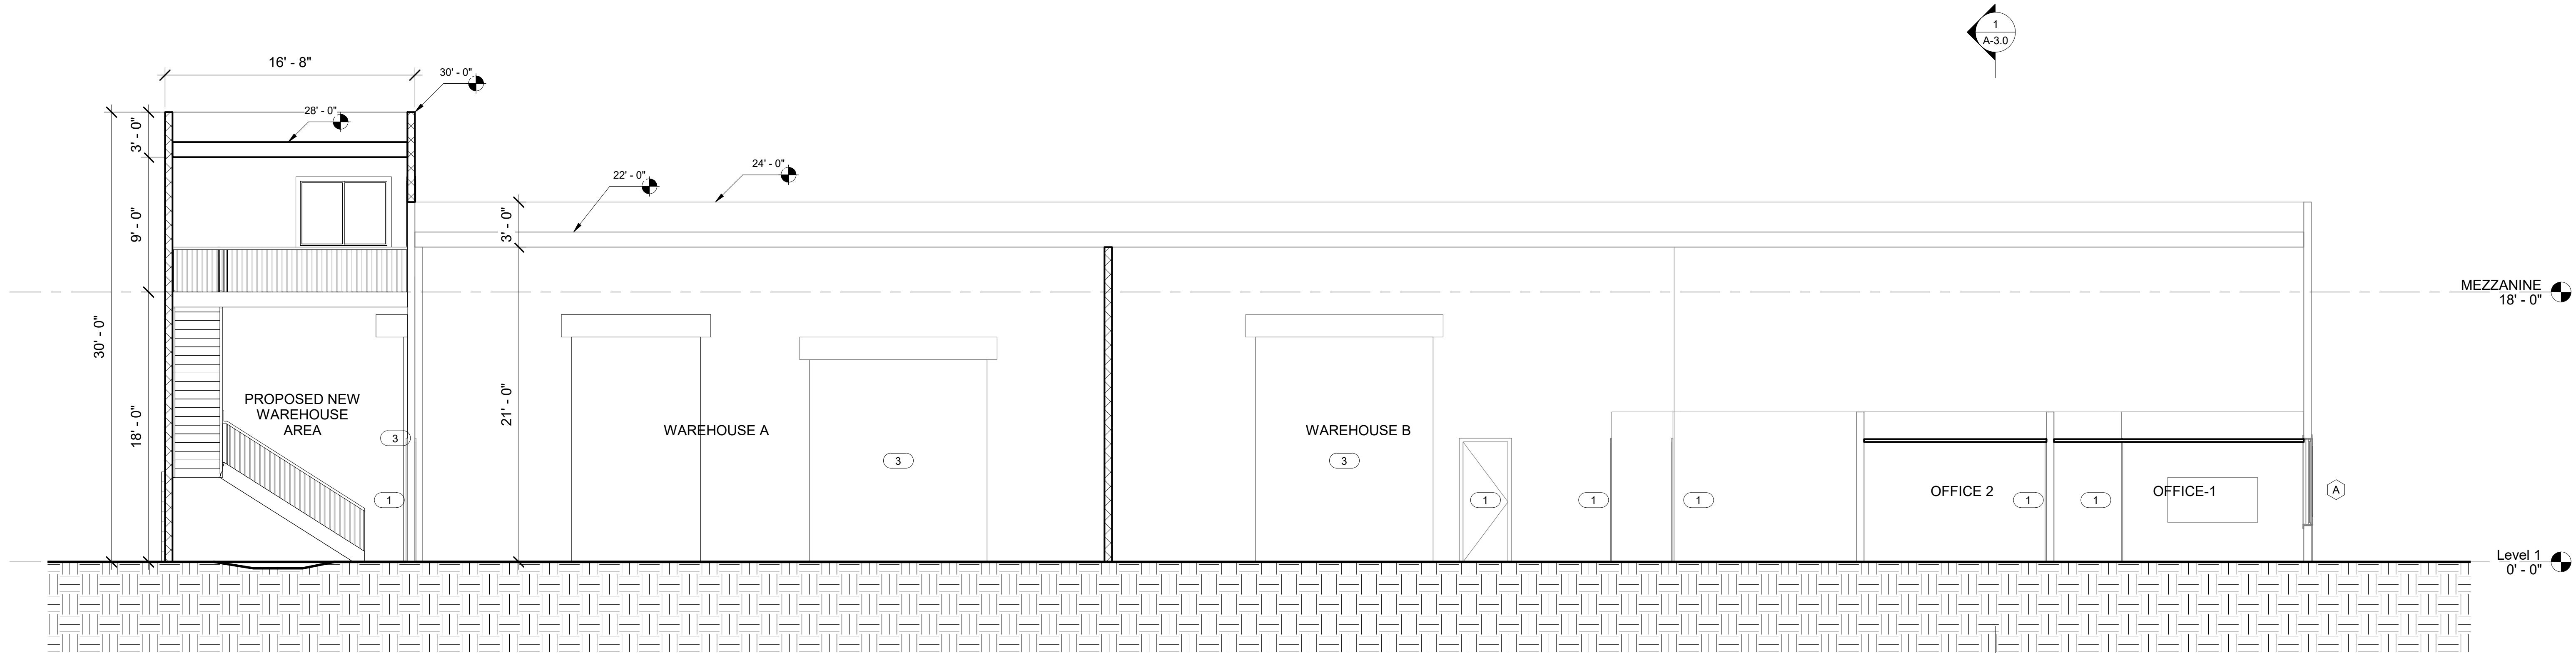 1
A-3.0
16' - 8"
30' - 0"
28' - 0"
3' - 0"
24' - 0"
22' - 0"
9' - 0"
3' - 0"
MEZZANINE
18' - 0"
30' - 0"
18' - 0"
21' - 0"
PROPOSED NEW
WAREHOUSE
AREA
3
1
WAREHOUSE A
3
WAREHOUSE B
3
1
1
1
OFFICE 2
1
1
OFFICE-1
A
Level 1
0' - 0"